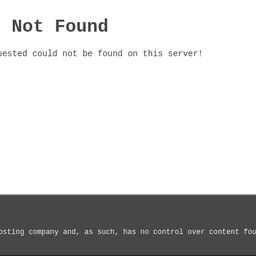 Not Found
uested could not be found on this server!
osting company and, as such, has no control over content fou